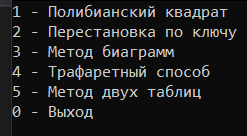 1 - Полибианский квадрат
2 - Перестановка по ключу
3 - Метод биаграмм
4 - Трафаретный способ
5 - Метод двух таблиц
0 - Выход